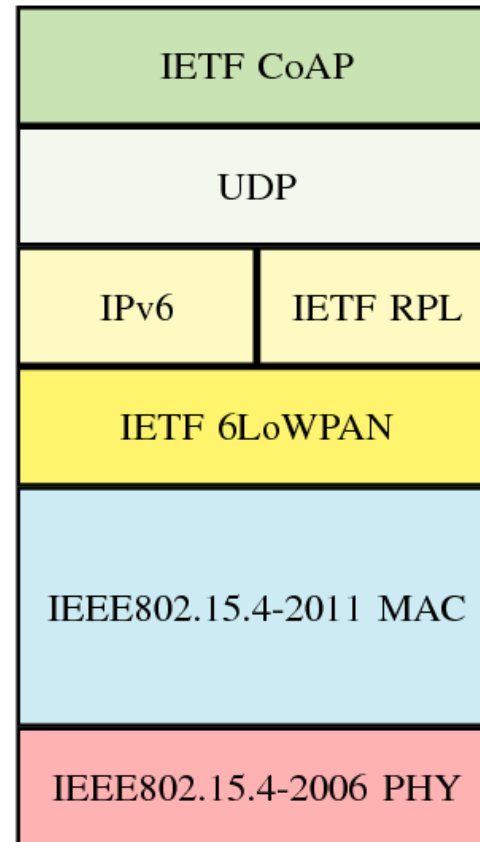 IETF CoAP
UDP
IPv6
IETF RPL
IETF 6LoWPAN
IEEE802.15.4-2011 MAC
IEEE802.15.4-2006 PHY